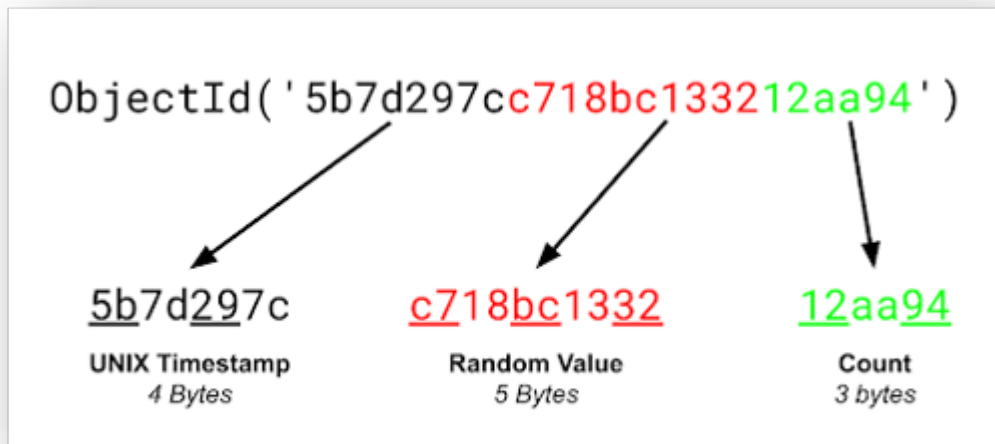 ObjectId('5b7d297cc718bc133212aa94')
5b7d297c c718bc1332 12aa94
UNIX Timestamp Random Value Count
4 Bytes 5 Bytes 3 bytes